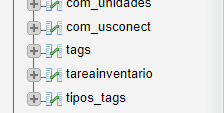 com_unidades
com_usconect
tags
tareainventario
tipos_tags